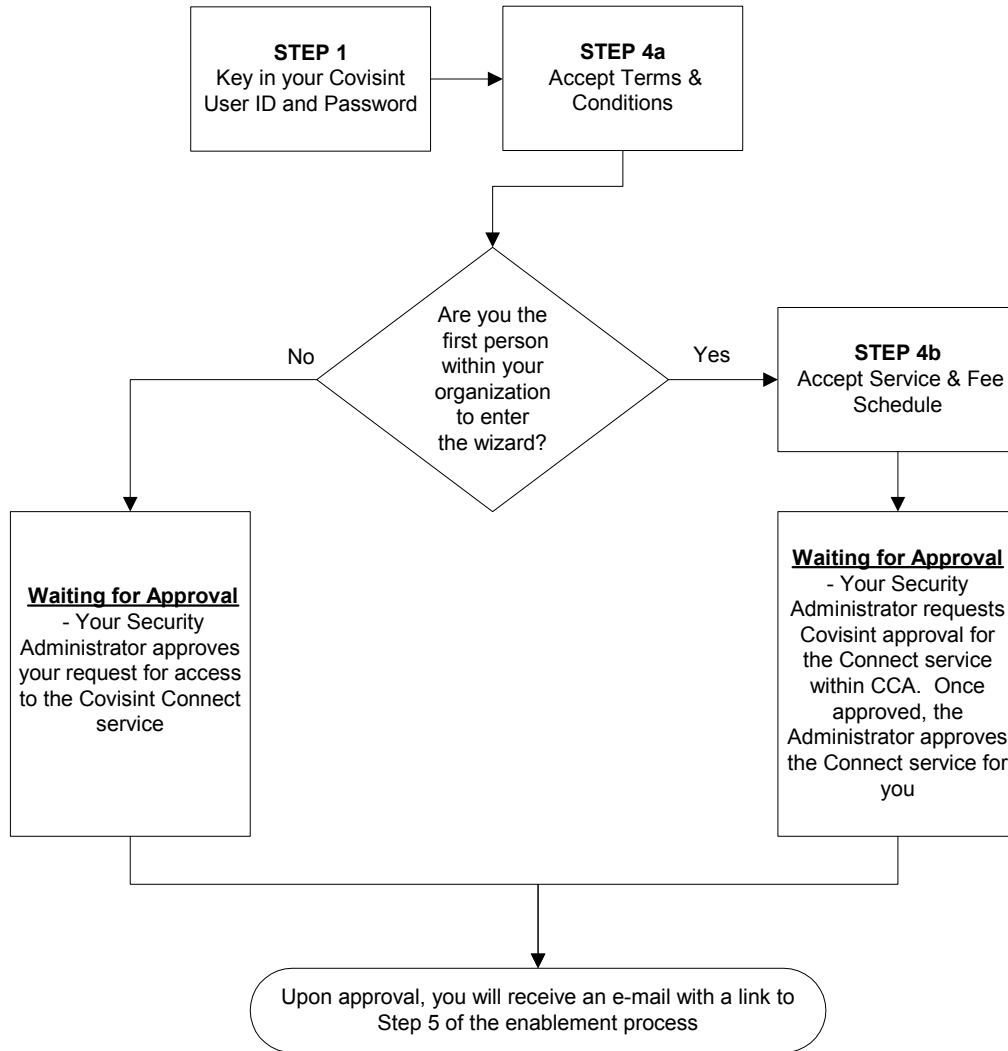 STEP 1
Key in your Covisint
User ID and Password
STEP 4a
Accept Terms &
Conditions
Are you the
first person
within your
organization
to enter
the wizard?
No
Yes
STEP 4b
Accept Service & Fee
Schedule
Waiting for Approval
- Your Security
Administrator approves
your request for access
to the Covisint Connect
service
Waiting for Approval
- Your Security
Administrator requests
Covisint approval for
the Connect service
within CCA.  Once
approved, the
Administrator approves
the Connect service for
you
Upon approval, you will receive an e-mail with a link to
Step 5 of the enablement process